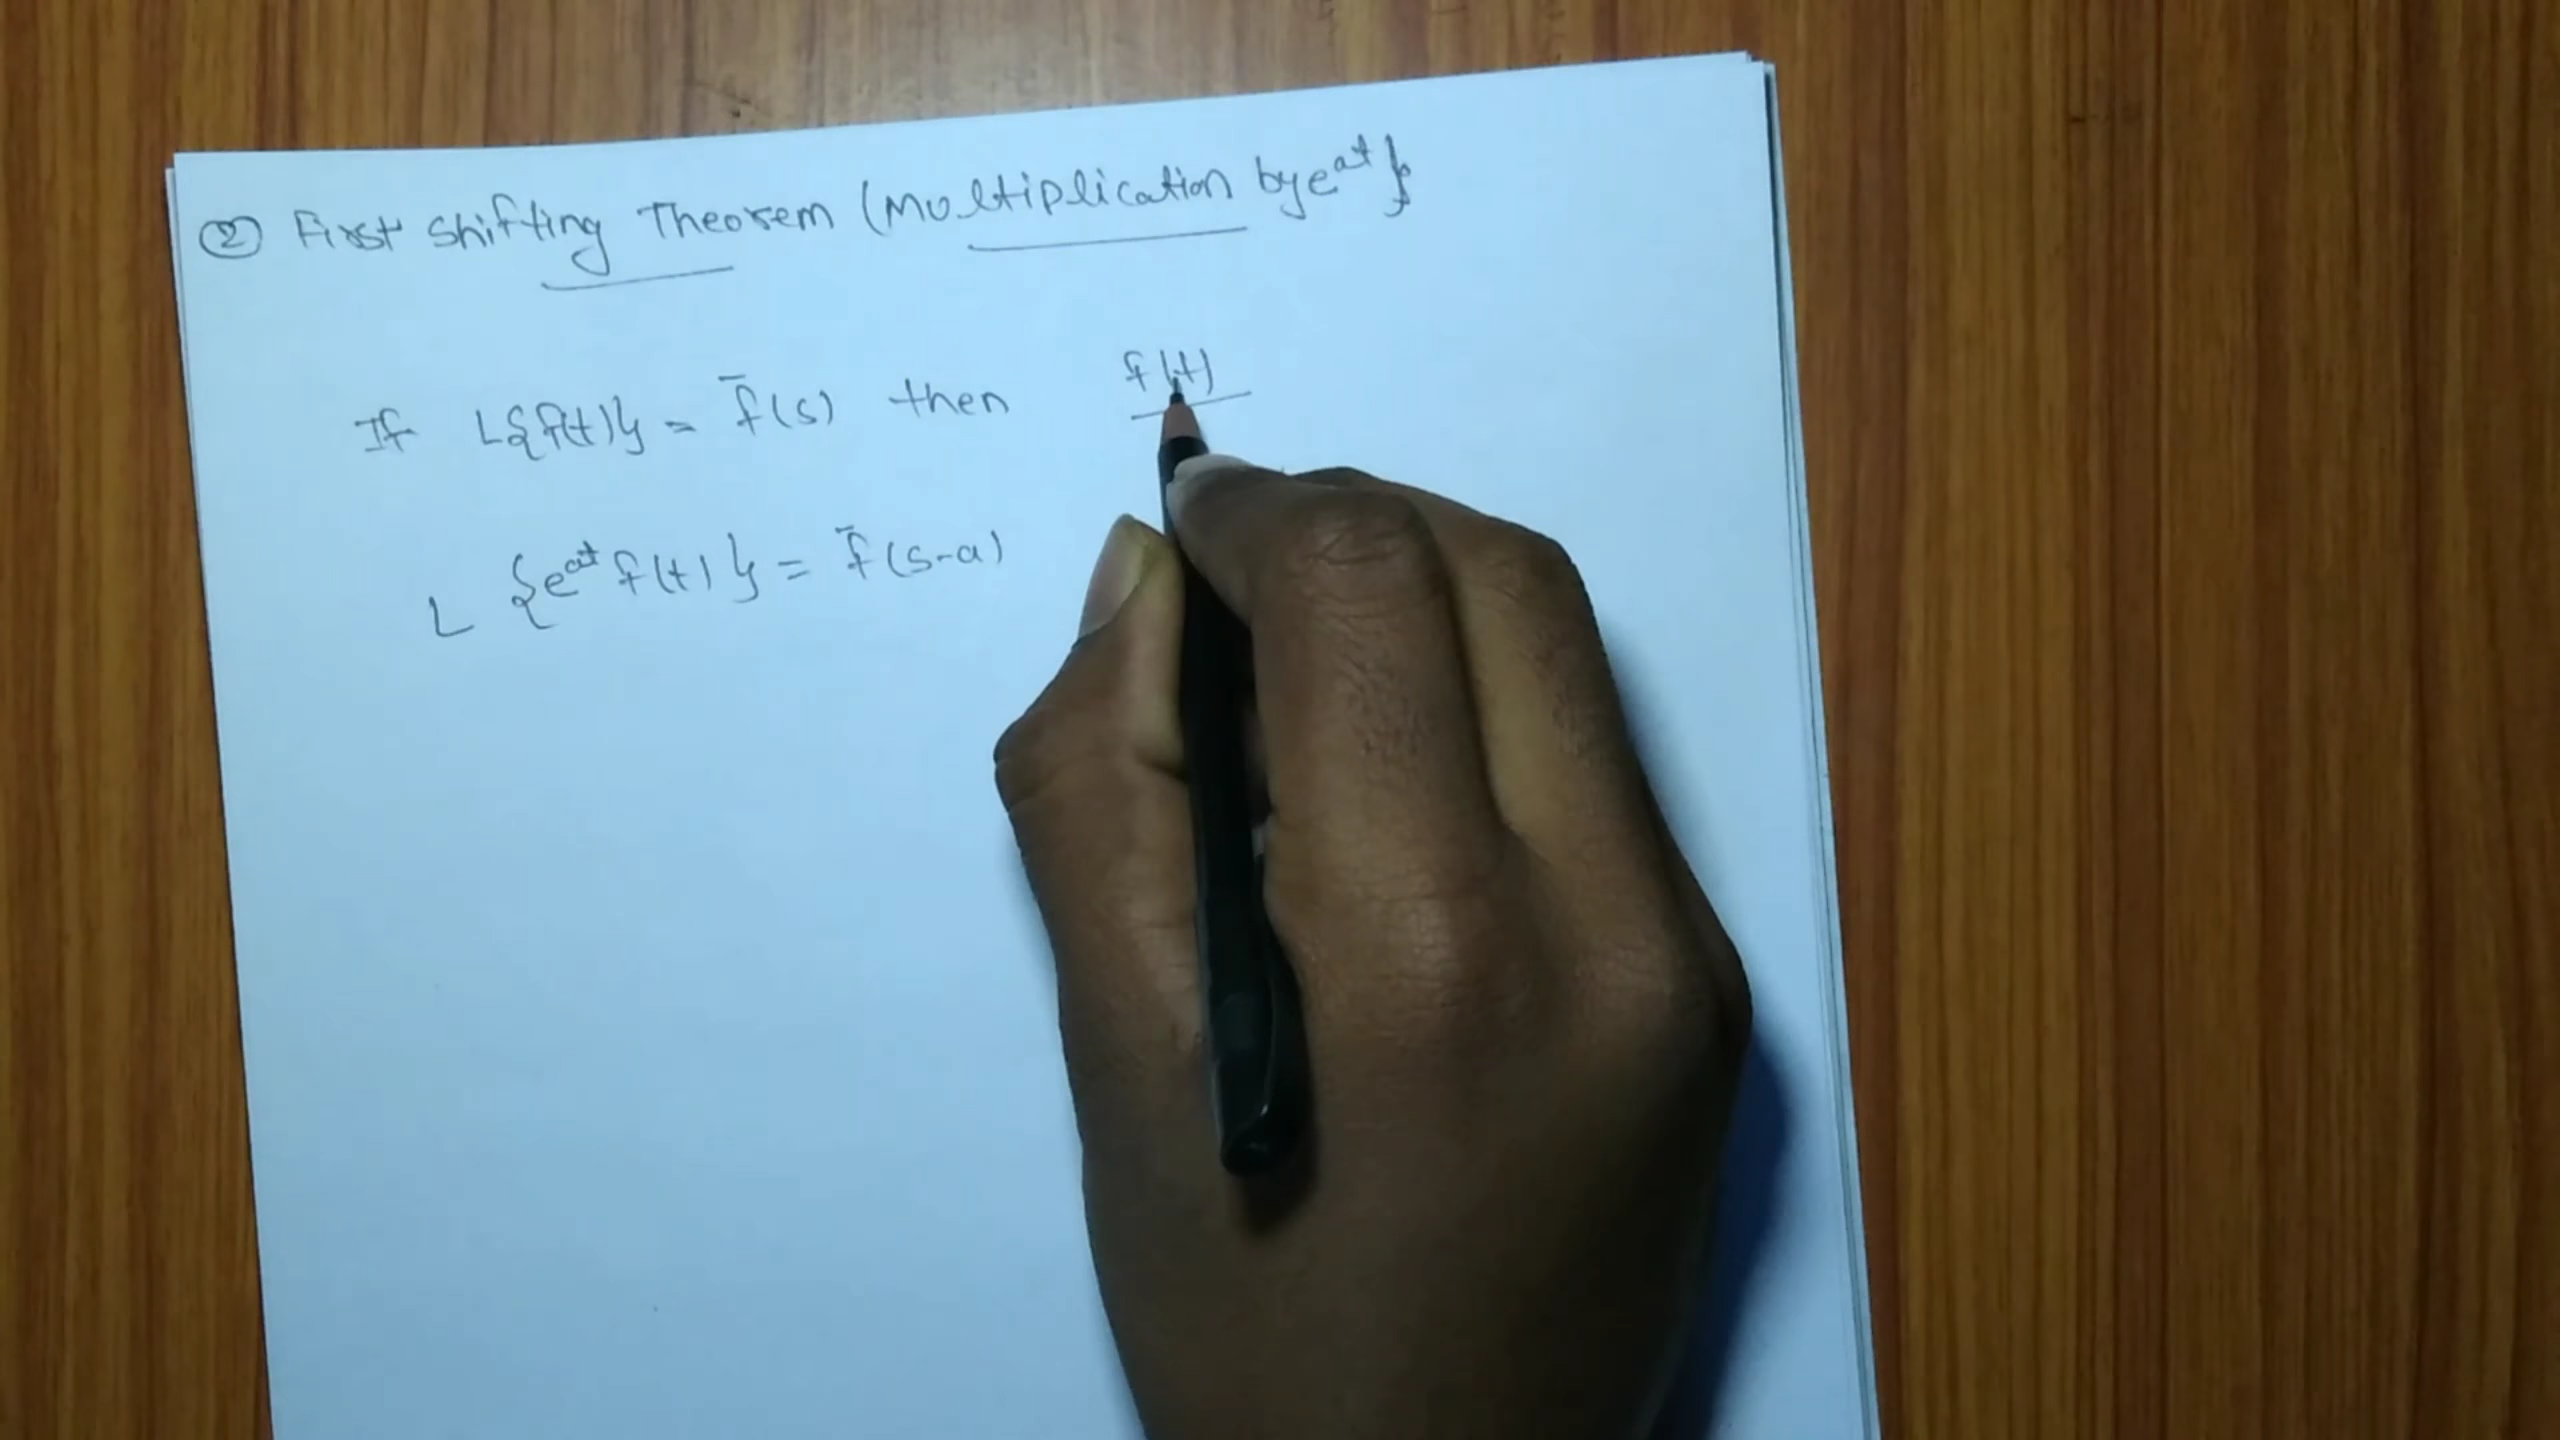 ② First Shifting Theorem (Multiplication by e^at}
If L{f(t)} = f̄(s) then f(t)
L {e^at f(t)} = f̄(s-a)